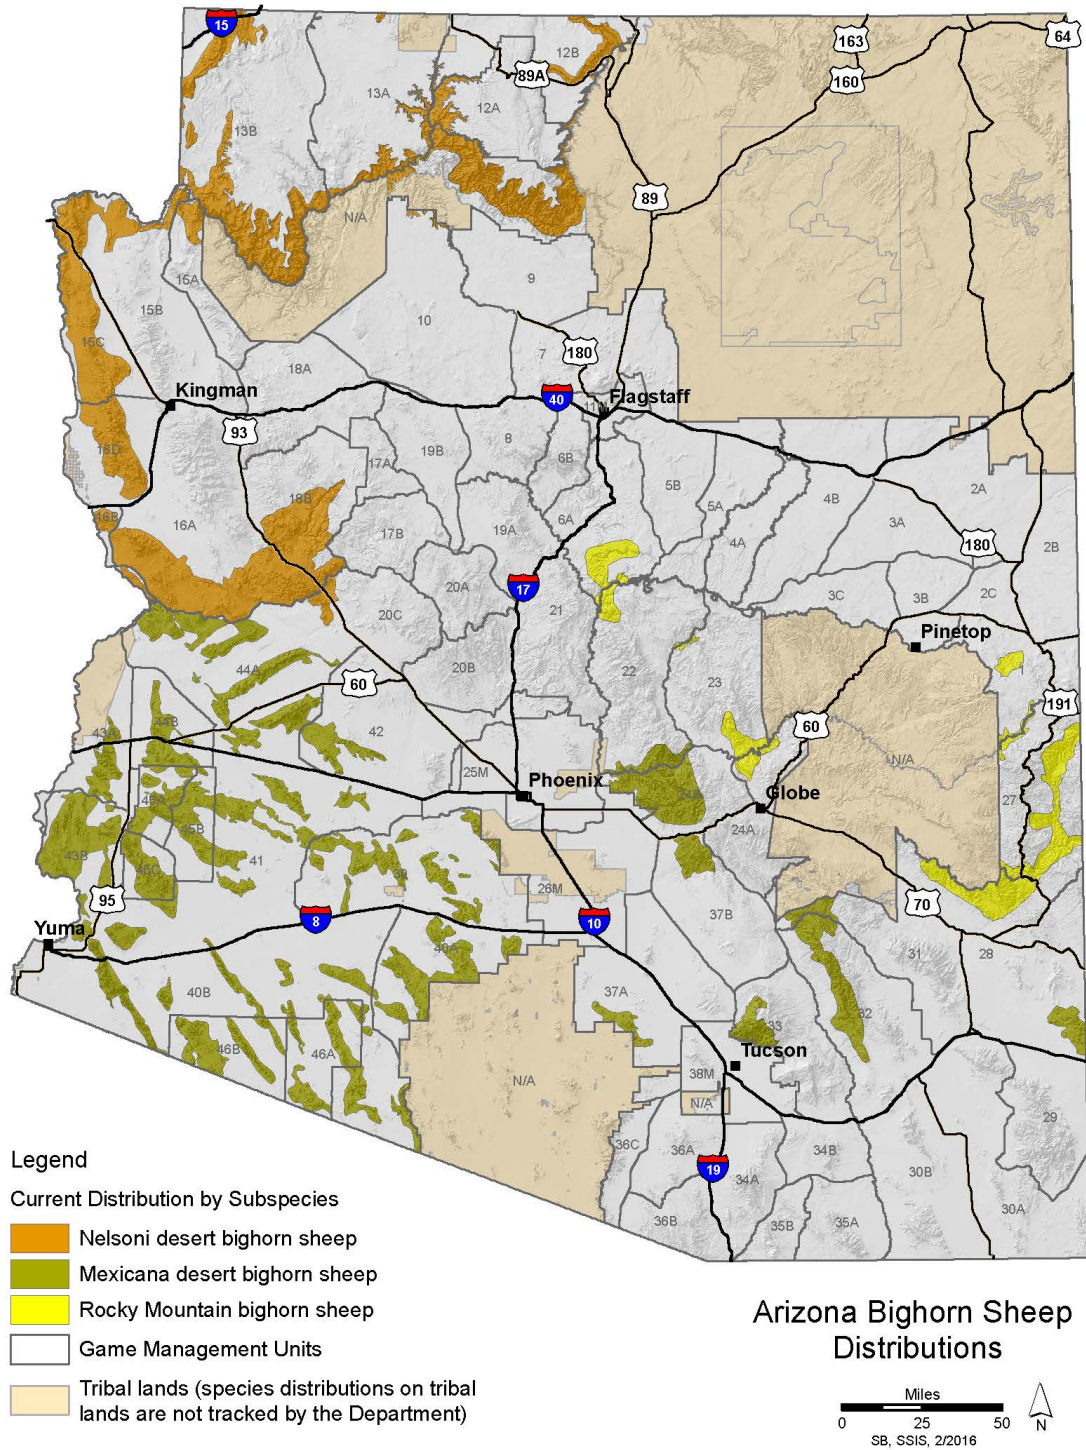 15
163
64
12B
89A
160
13A
12A
13B
89
N/A
9
15A
15B
10
15C
7
180
18A
Kingman
40
Flagstaff
11M
93
8
19B
6B
16D
17A
5B
2A
4B
18B
5A
3A
16B
16A
6A
19A
17B
4A
180
2B
20A
17
3C
3B
2C
21
20C
Pinetop
22
44A
20B
60
23
191
44B
43A
42
60
N/A
25M
Phoenix
Globe
27
45A
24B
45B
24A
43B
41
45C
39
26M
95
70
8
37B
10
Yuma
40A
31
28
37A
40B
32
33
46B
46A
Tucson
38M
N/A
N/A
29
36C
36A
34B
19
34A
30B
36B
35B
35A
30A
Legend
Current Distribution by Subspecies
Nelsoni desert bighorn sheep
Mexicana desert bighorn sheep
Rocky Mountain bighorn sheep
Game Management Units
Tribal lands (species distributions on tribal
lands are not tracked by the Department)
Arizona Bighorn Sheep
Distributions
Miles
0 25 50
N
SB, SSIS, 2/2016